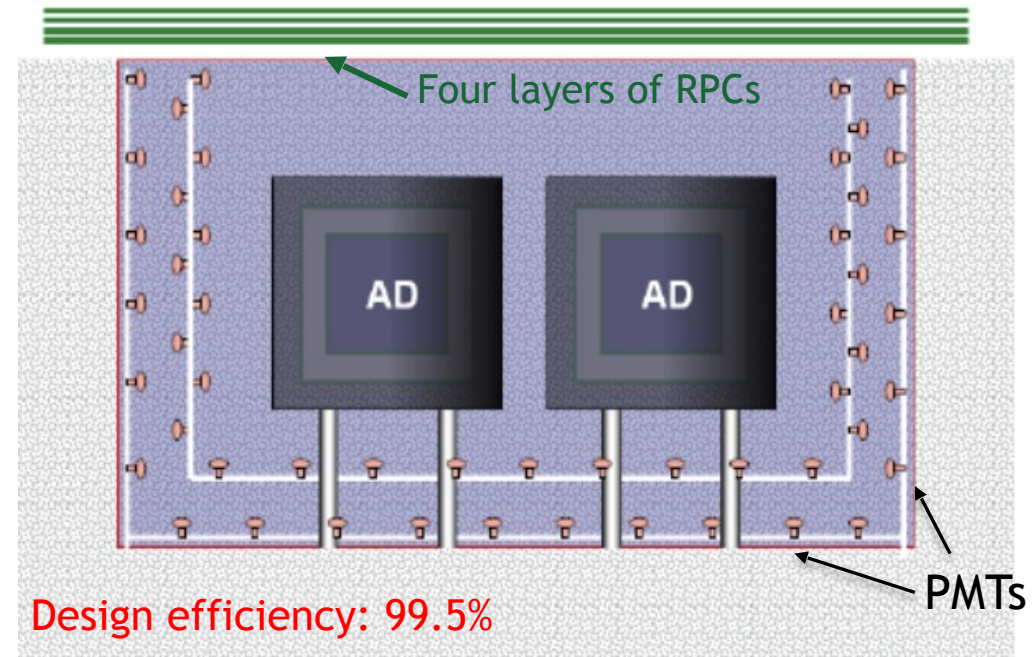 Four layers of RPCs
AD
AD
PMTs
Design efficiency: 99.5%